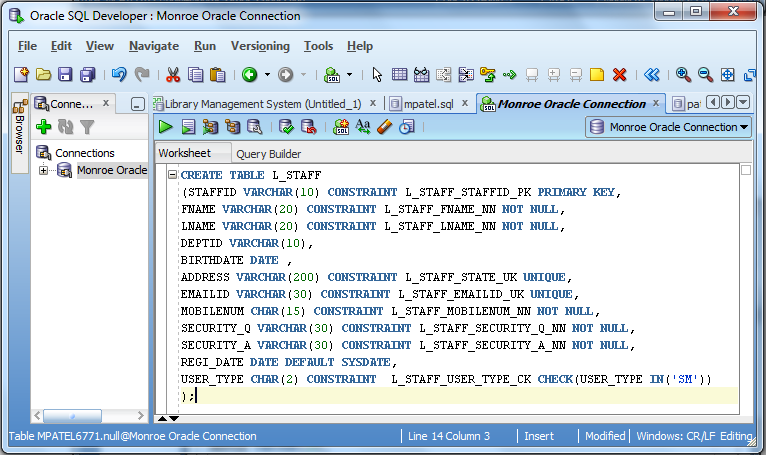 Oracle SQL Developer : Monroe Oracle Connection
File Edit View Navigate Run Versioning Tools Help
Conne... Library Management System (Untitled_1) mpatel.sql Monroe Oracle Connection pat
Browser
Monroe Oracle Connection
Connections
Monroe Oracle
Worksheet Query Builder
CREATE TABLE L_STAFF
(STAFFID VARCHAR(10) CONSTRAINT L_STAFF_STAFFID_PK PRIMARY KEY,
FNAME VARCHAR(20) CONSTRAINT L_STAFF_FNAME_NN NOT NULL,
LNAME VARCHAR(20) CONSTRAINT L_STAFF_LNAME_NN NOT NULL,
DEPTID VARCHAR(10),
BIRTHDATE DATE ,
ADDRESS VARCHAR(200) CONSTRAINT L_STAFF_STATE_UK UNIQUE,
EMAILID VARCHAR(30) CONSTRAINT L_STAFF_EMAILID_UK UNIQUE,
MOBILENUM CHAR(15) CONSTRAINT L_STAFF_MOBILENUM_NN NOT NULL,
SECURITY_Q VARCHAR(30) CONSTRAINT L_STAFF_SECURITY_Q_NN NOT NULL,
SECURITY_A VARCHAR(30) CONSTRAINT L_STAFF_SECURITY_A_NN NOT NULL,
REGI_DATE DATE DEFAULT SYSDATE,
USER_TYPE CHAR(2) CONSTRAINT  L_STAFF_USER_TYPE_CK CHECK(USER_TYPE IN('SM'))
);
Table MPATEL6771.null@Monroe Oracle Connection Line 14 Column 3 Insert Modified Windows: CR/LF Editing